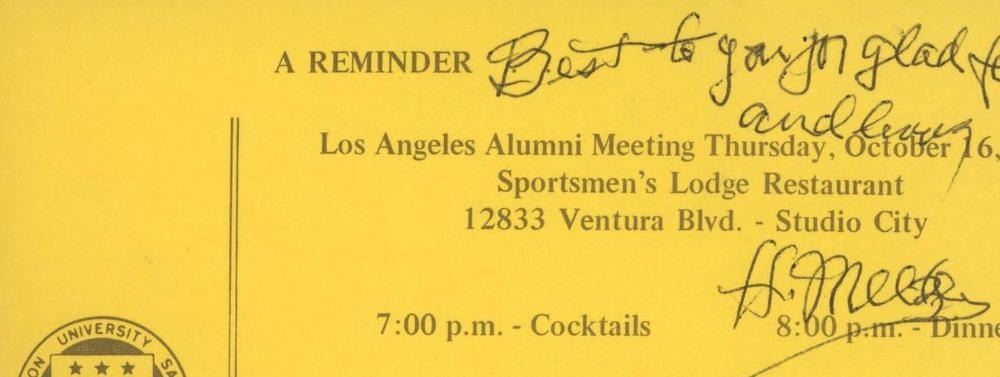 A REMINDER Best to you glad
and
Los Angeles Alumni Meeting Thursday, October 16,
Sportsmen's Lodge Restaurant
12833 Ventura Blvd. - Studio City
H.
7:00 p.m. - Cocktails 8:00 p.m. - Dinne
UNIVERSITY